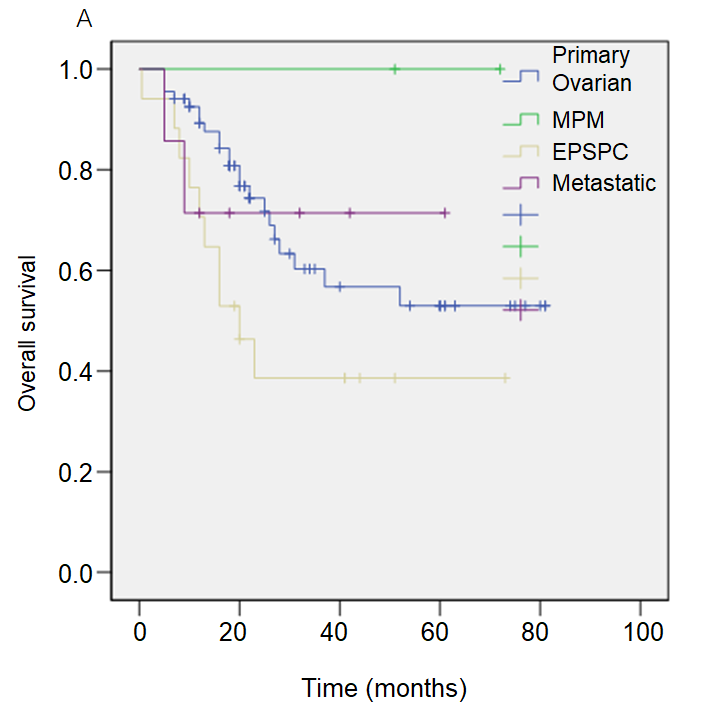 A
1.0
0.8
0.6
0.4
0.2
0.0
Overall survival
Primary
Ovarian
MPM
EPSPC
Metastatic
0 20 40 60 80 100
Time (months)